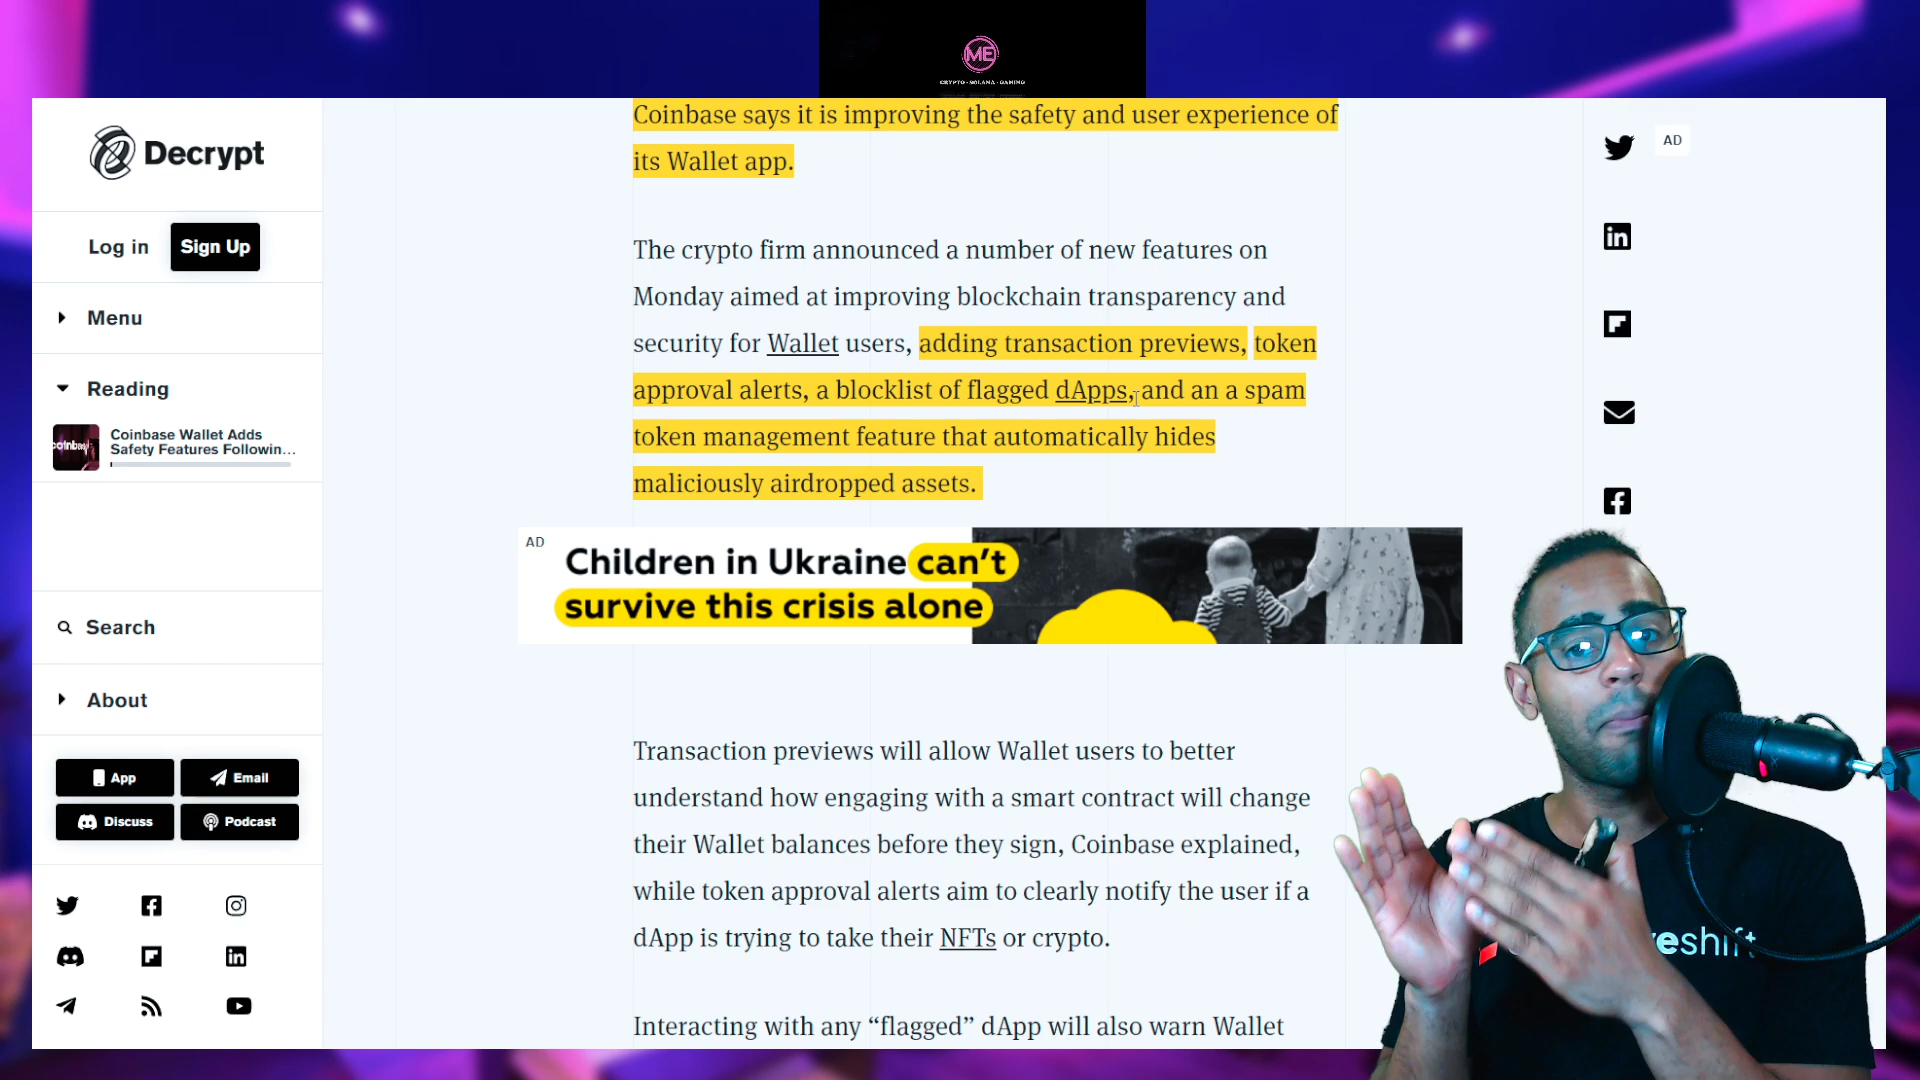 ME
CRYPTO · SOLANA · GAMING
Decrypt
Log in
Sign Up
Menu
Reading
coinbas
Coinbase Wallet Adds
Safety Features Followin...
Search
About
App
Email
Discuss
Podcast
Coinbase says it is improving the safety and user experience of
its Wallet app.
The crypto firm announced a number of new features on
Monday aimed at improving blockchain transparency and
security for Wallet users, adding transaction previews, token
approval alerts, a blocklist of flagged dApps, and an a spam
token management feature that automatically hides
maliciously airdropped assets.
AD
Children in Ukraine can't
survive this crisis alone
Transaction previews will allow Wallet users to better
understand how engaging with a smart contract will change
their Wallet balances before they sign, Coinbase explained,
while token approval alerts aim to clearly notify the user if a
dApp is trying to take their NFTs or crypto.
Interacting with any “flagged” dApp will also warn Wallet
AD
eshift